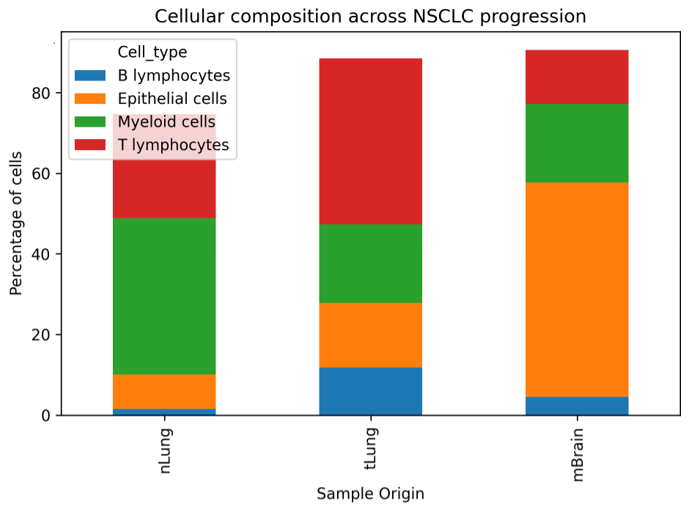 Cellular composition across NSCLC progression
Cell_type
B lymphocytes
Epithelial cells
Myeloid cells
T lymphocytes
Percentage of cells
80
60
40
20
0
nLung
tLung
mBrain
Sample Origin